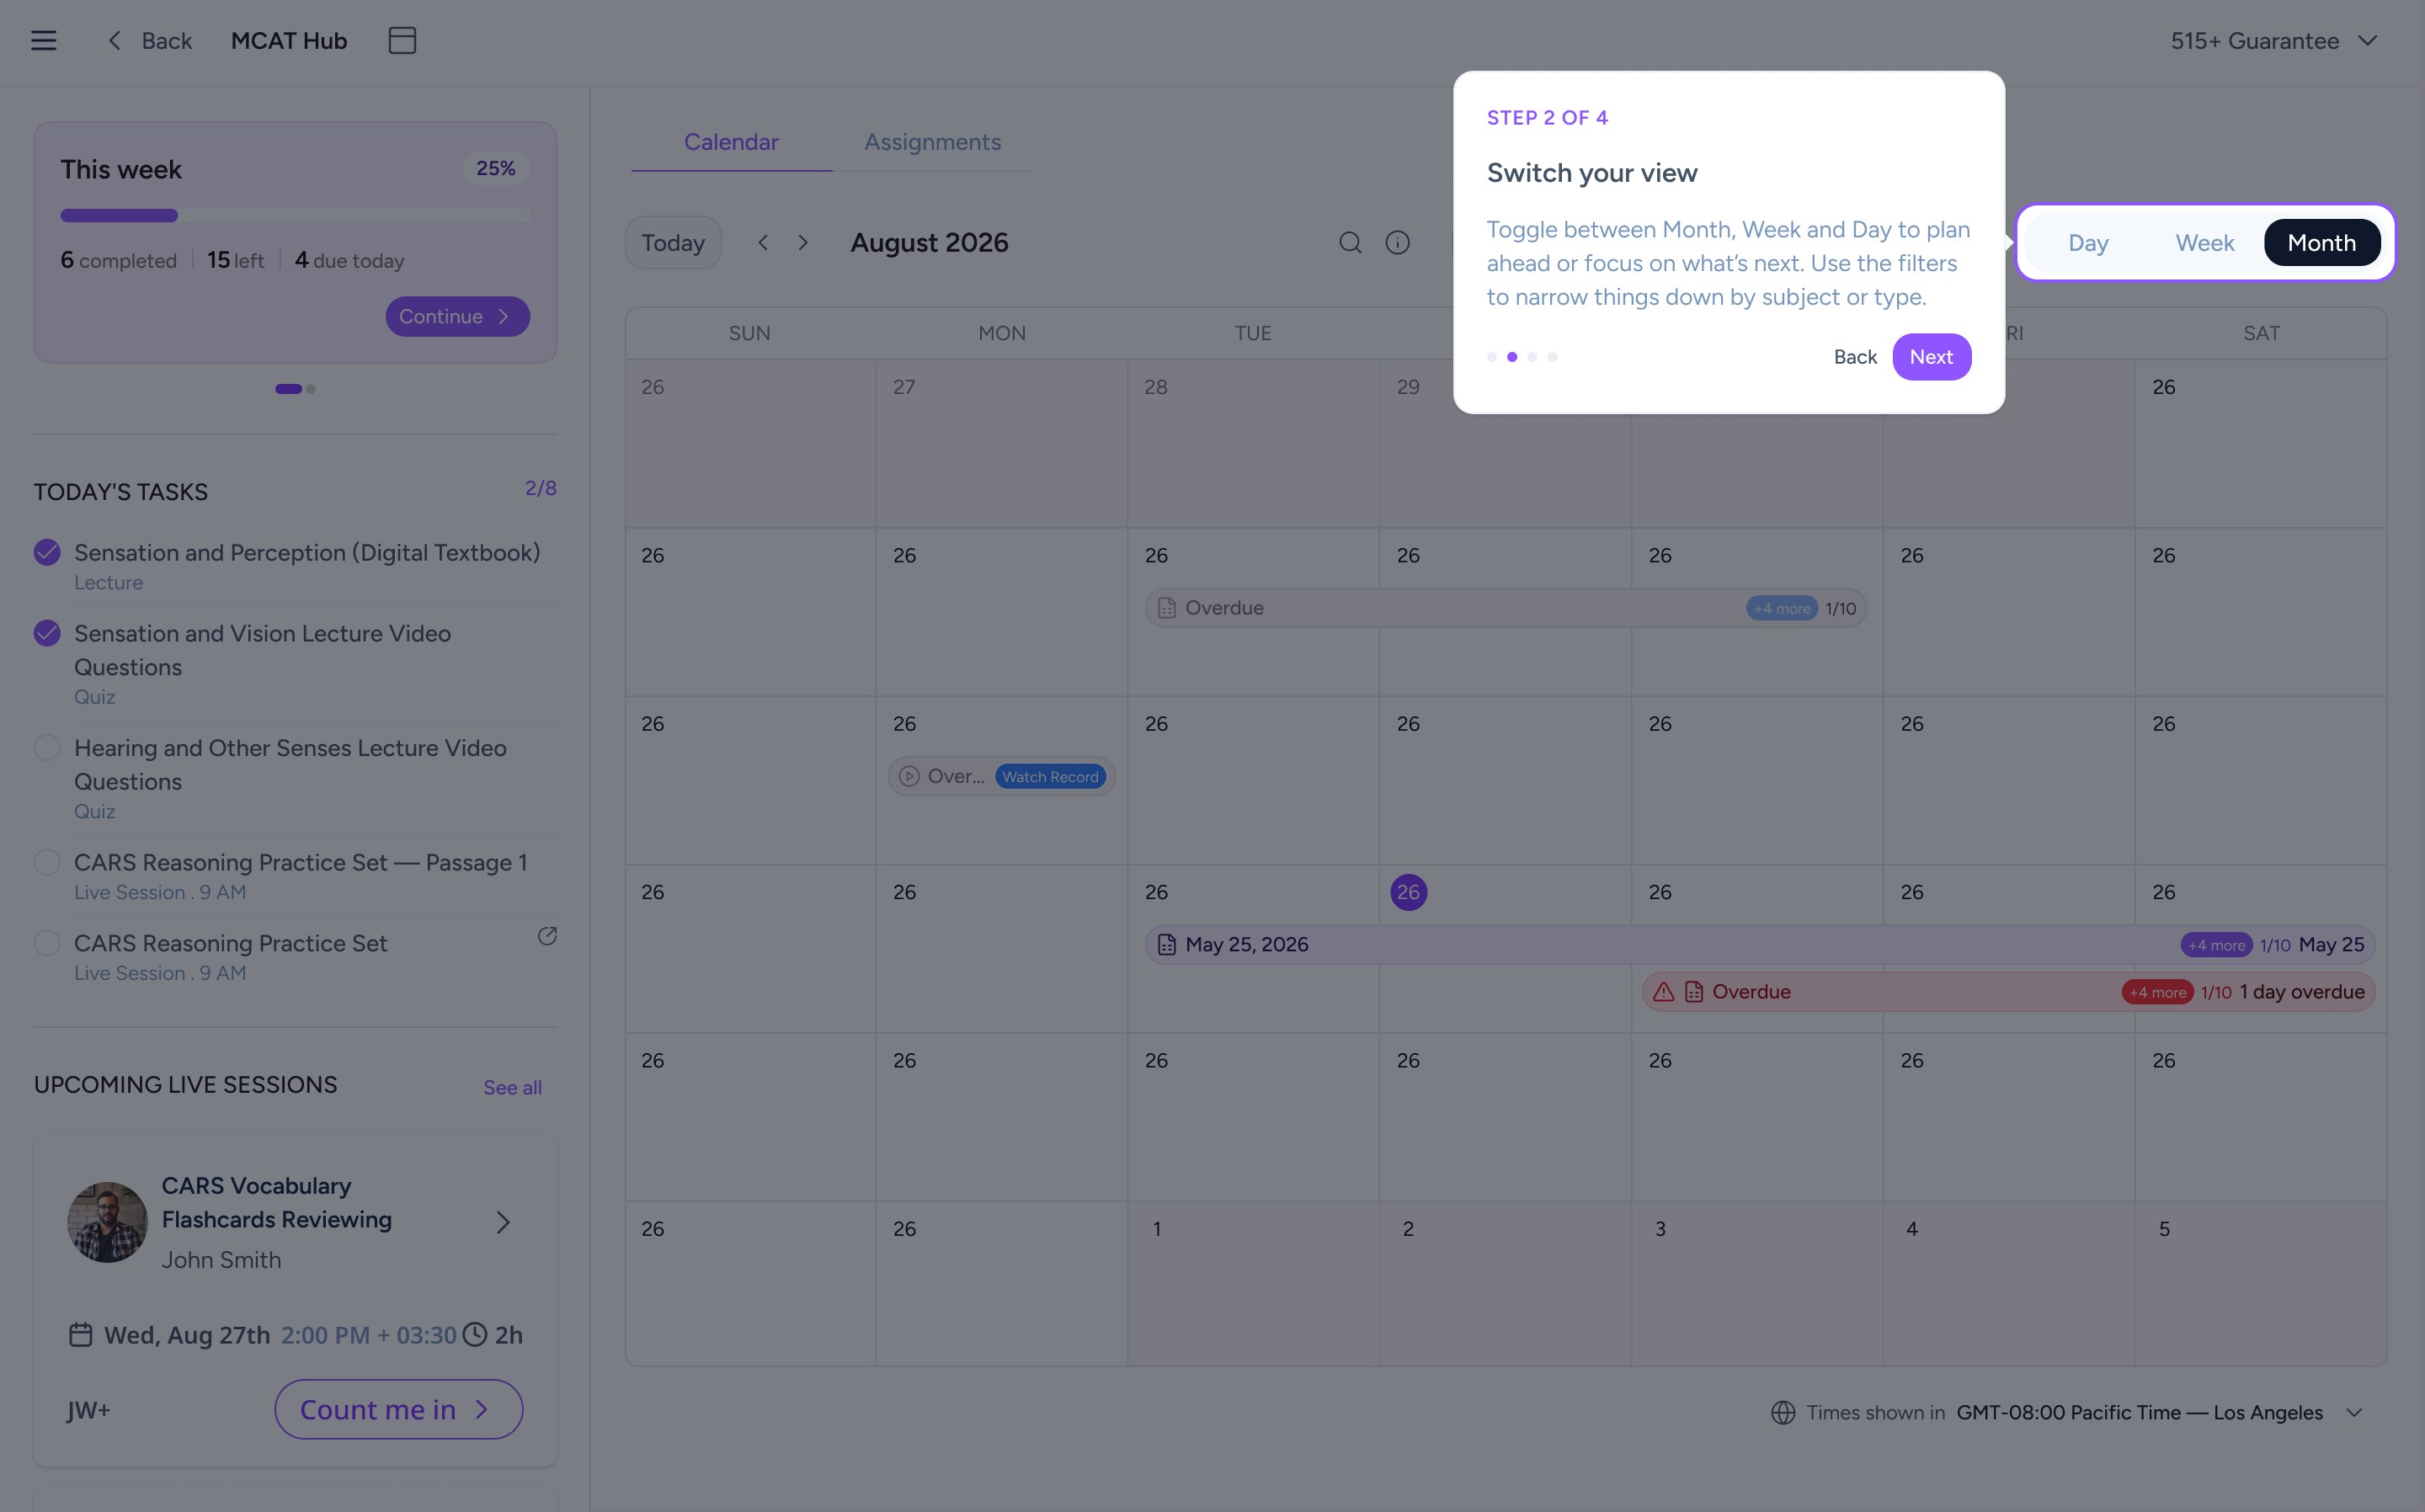 Back MCAT Hub 515+ Guarantee
This week 25%
6 completed 15 left 4 due today
Continue
TODAY'S TASKS 2/8
Sensation and Perception (Digital Textbook)
Lecture
Sensation and Vision Lecture Video
Questions
Quiz
Hearing and Other Senses Lecture Video
Questions
Quiz
CARS Reasoning Practice Set — Passage 1
Live Session . 9 AM
CARS Reasoning Practice Set
Live Session . 9 AM
UPCOMING LIVE SESSIONS See all
CARS Vocabulary
Flashcards Reviewing
John Smith
Wed, Aug 27th 2:00 PM + 03:30 2h
JW+ Count me in
Calendar Assignments
Today August 2026
STEP 2 OF 4
Switch your view
Toggle between Month, Week and Day to plan
ahead or focus on what's next. Use the filters
to narrow things down by subject or type.
Back Next
Day Week Month
SUN MON TUE RI SAT
26 27 28 29 26
26 26 26 26 26 26 26
Overdue +4 more 1/10
26 26 26 26 26 26 26
Over... Watch Record
26 26 26 26 26 26 26
May 25, 2026 +4 more 1/10 May 25
Overdue +4 more 1/10 1 day overdue
26 26 26 26 26 26 26
26 26 1 2 3 4 5
Times shown in GMT-08:00 Pacific Time — Los Angeles